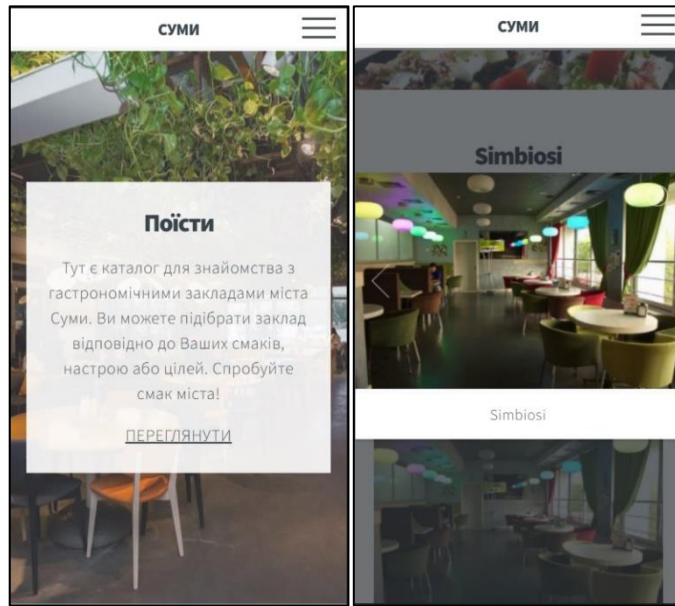 СУМИ
Поїсти
Тут є каталог для знайомства з
гастрономічними закладами міста
Суми. Ви можете підібрати заклад
відповідно до Ваших смаків,
настрою або цілей. Спробуйте
смак міста!
ПЕРЕГЛЯНУТИ
СУМИ
Simbiosi
Simbiosi